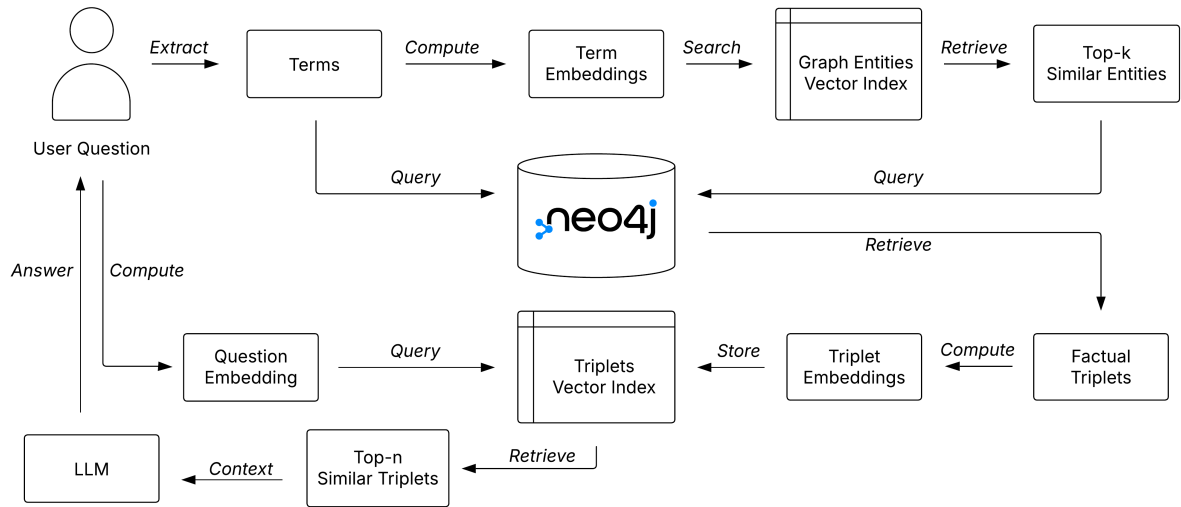 Extract
Terms
Compute
Term
Embeddings
Search
Graph Entities
Vector Index
Retrieve
Top-k
Similar Entities
User Question
Query
neo4j
Query
Retrieve
Answer
Compute
Question
Embedding
Query
Triplets
Vector Index
Store
Triplet
Embeddings
Compute
Factual
Triplets
LLM
Context
Top-n
Similar Triplets
Retrieve